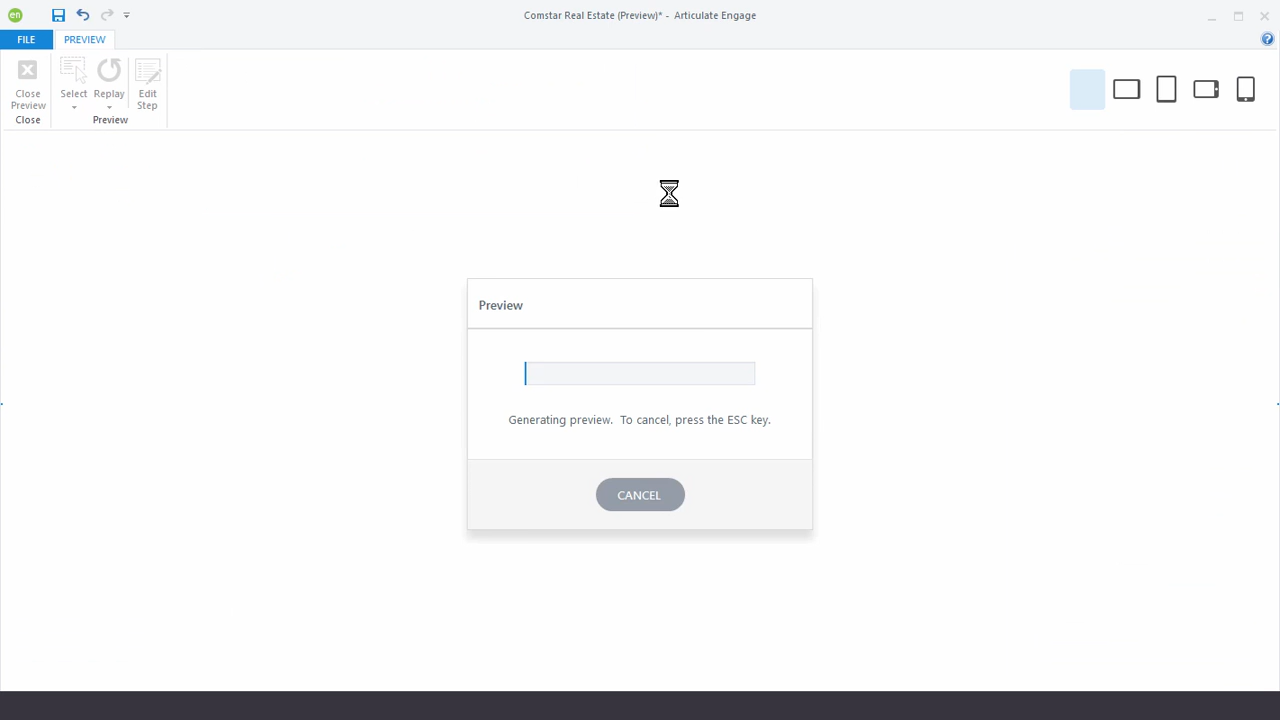 en
Comstar Real Estate (Preview)* - Articulate Engage
FILE
PREVIEW
?
Close Preview
Select
Replay
Edit Step
Close
Preview
Preview
Generating preview. To cancel, press the ESC key.
CANCEL